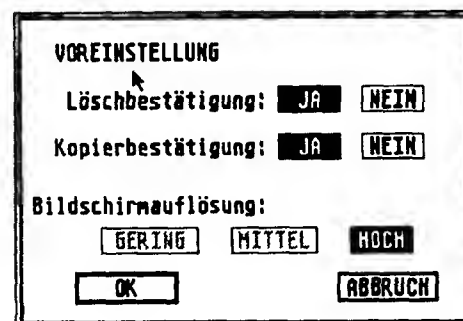 VOREINSTELLUNG
Löschbestätigung: JA NEIN
Kopierbestätigung: JA NEIN
Bildschirmauflösung:
GERING MITTEL HOCH
OK ABBRUCH